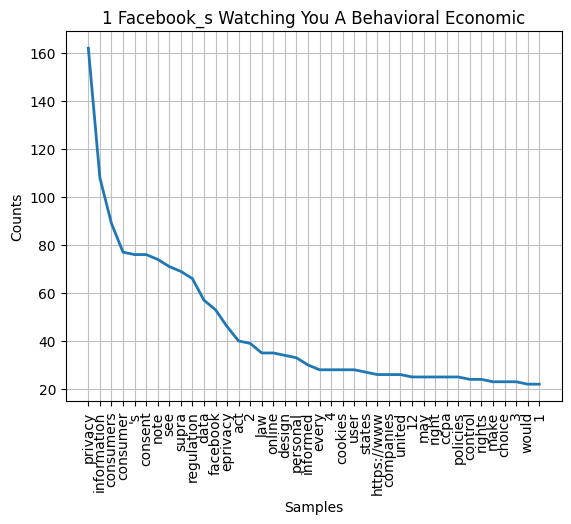 1 Facebook_s Watching You A Behavioral Economic
160
140
120
100
80
60
40
20
Counts
privacy
information
consumers
consumer
's
consent
note
see
supra
regulation
data
facebook
eprivacy
act
2
law
online
design
personal
informed
every
4
cookies
user
states
https://www
companies
united
12
may
right
ccpa
policies
control
rights
make
choice
3
would
1
Samples